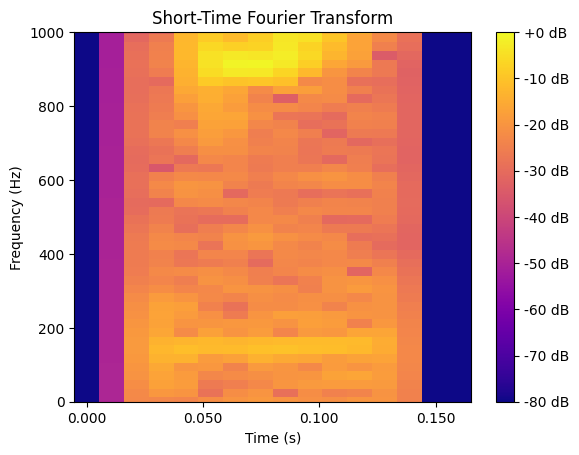 Short-Time Fourier Transform
1000
800
600
400
200
0
Frequency (Hz)
0.000
0.050
0.100
0.150
Time (s)
+0 dB
-10 dB
-20 dB
-30 dB
-40 dB
-50 dB
-60 dB
-70 dB
-80 dB